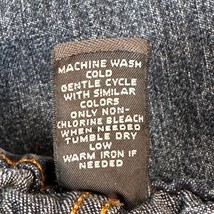 MACHINE WASH
COLD
GENTLE CYCLE
WITH SIMILAR
COLORS
ONLY NON-
CHLORINE BLEACH
WHEN NEEDED
TUMBLE DRY
LOW
WARM IRON IF
NEEDED